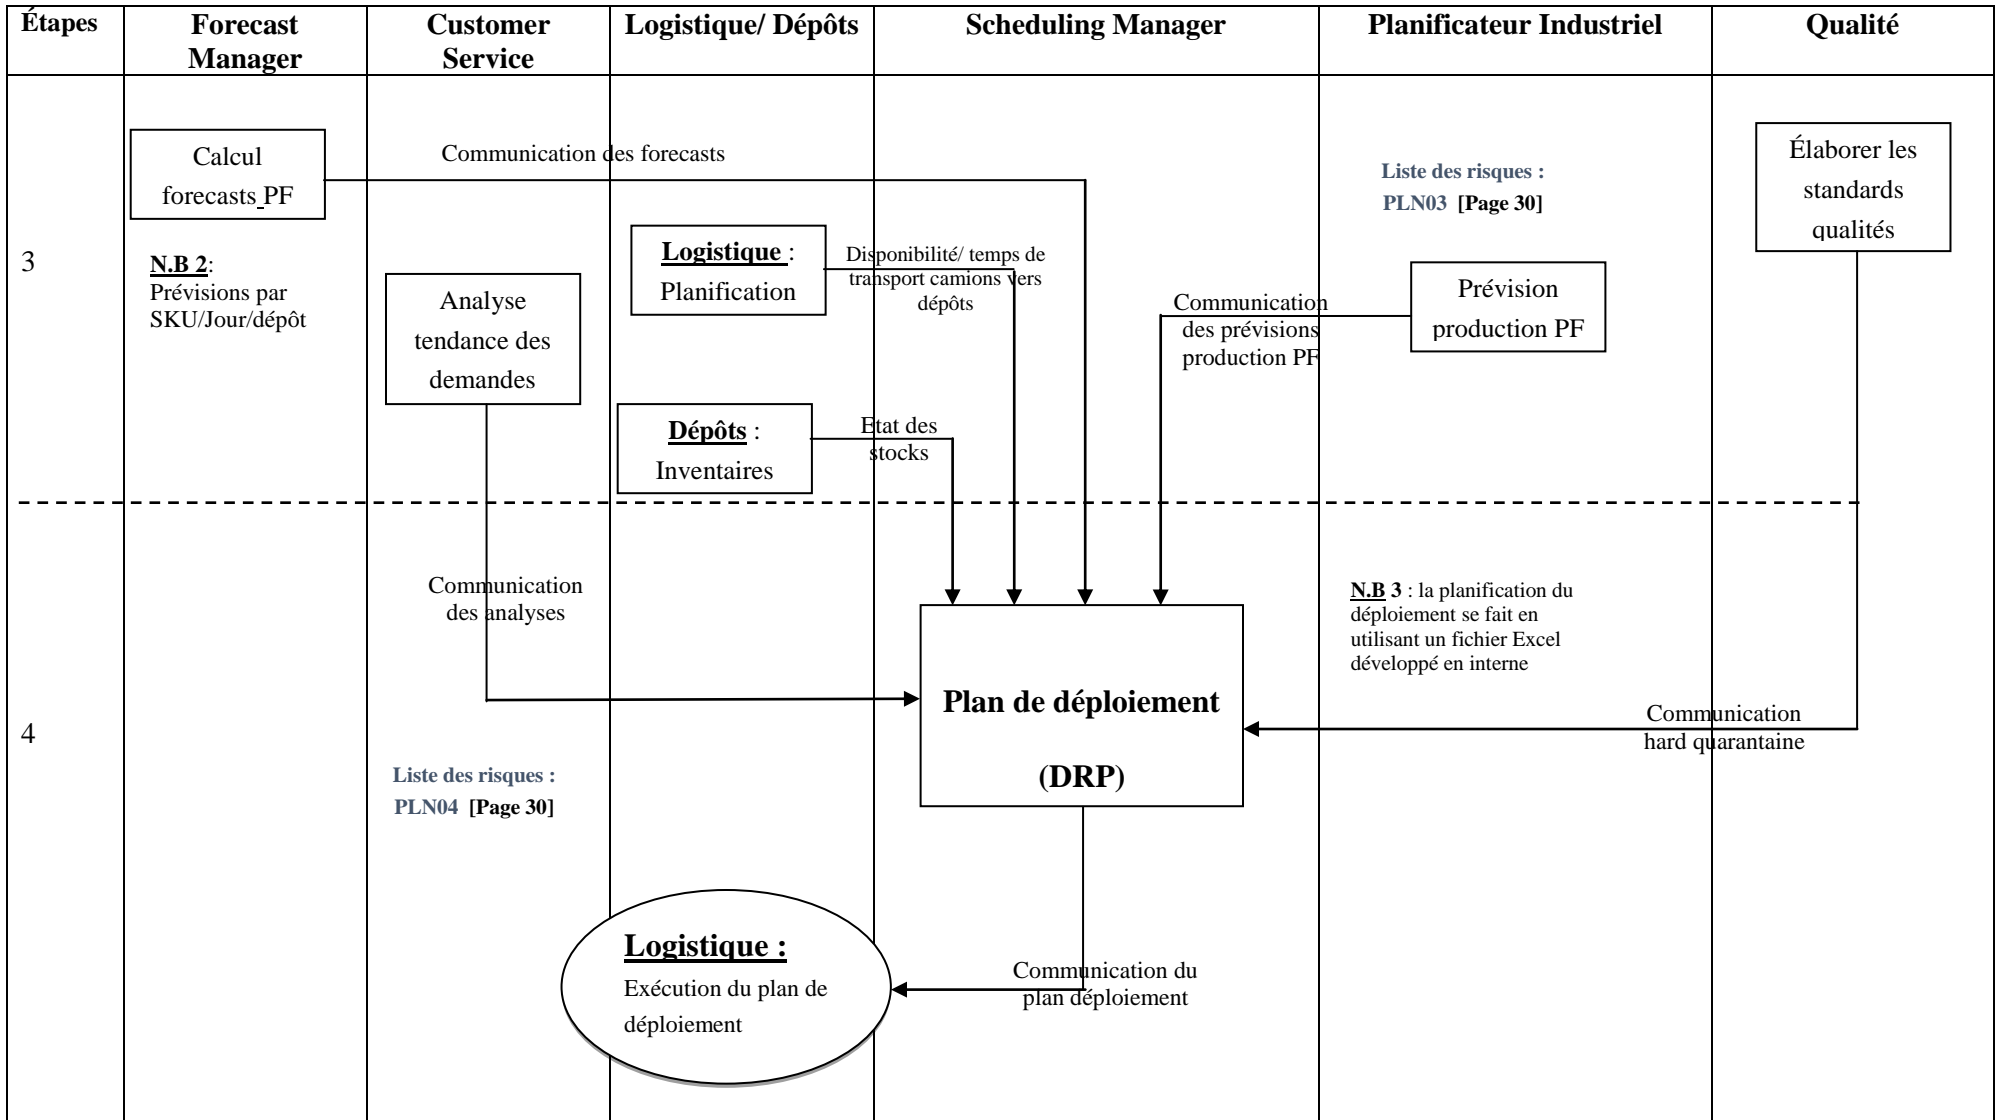 Étapes
Forecast
Manager
Customer
Service
Logistique/ Dépôts
Scheduling Manager
Planificateur Industriel
Qualité
3
Calcul
forecasts PF
Communication des forecasts
N.B 2:
Prévisions par
SKU/Jour/dépôt
Analyse
tendance des
demandes
Logistique :
Planification
Disponibilité/ temps de
transport camions vers
dépôts
Dépôts :
Inventaires
Etat des
stocks
Communication
des prévisions
production PF
Liste des risques :
PLN03 [Page 30]
Prévision
production PF
Élaborer les
standards
qualités
4
Communication
des analyses
Plan de déploiement
(DRP)
N.B 3 : la planification du
déploiement se fait en
utilisant un fichier Excel
développé en interne
Communication
hard quarantaine
Liste des risques :
PLN04 [Page 30]
Logistique :
Exécution du plan de
déploiement
Communication du
plan déploiement